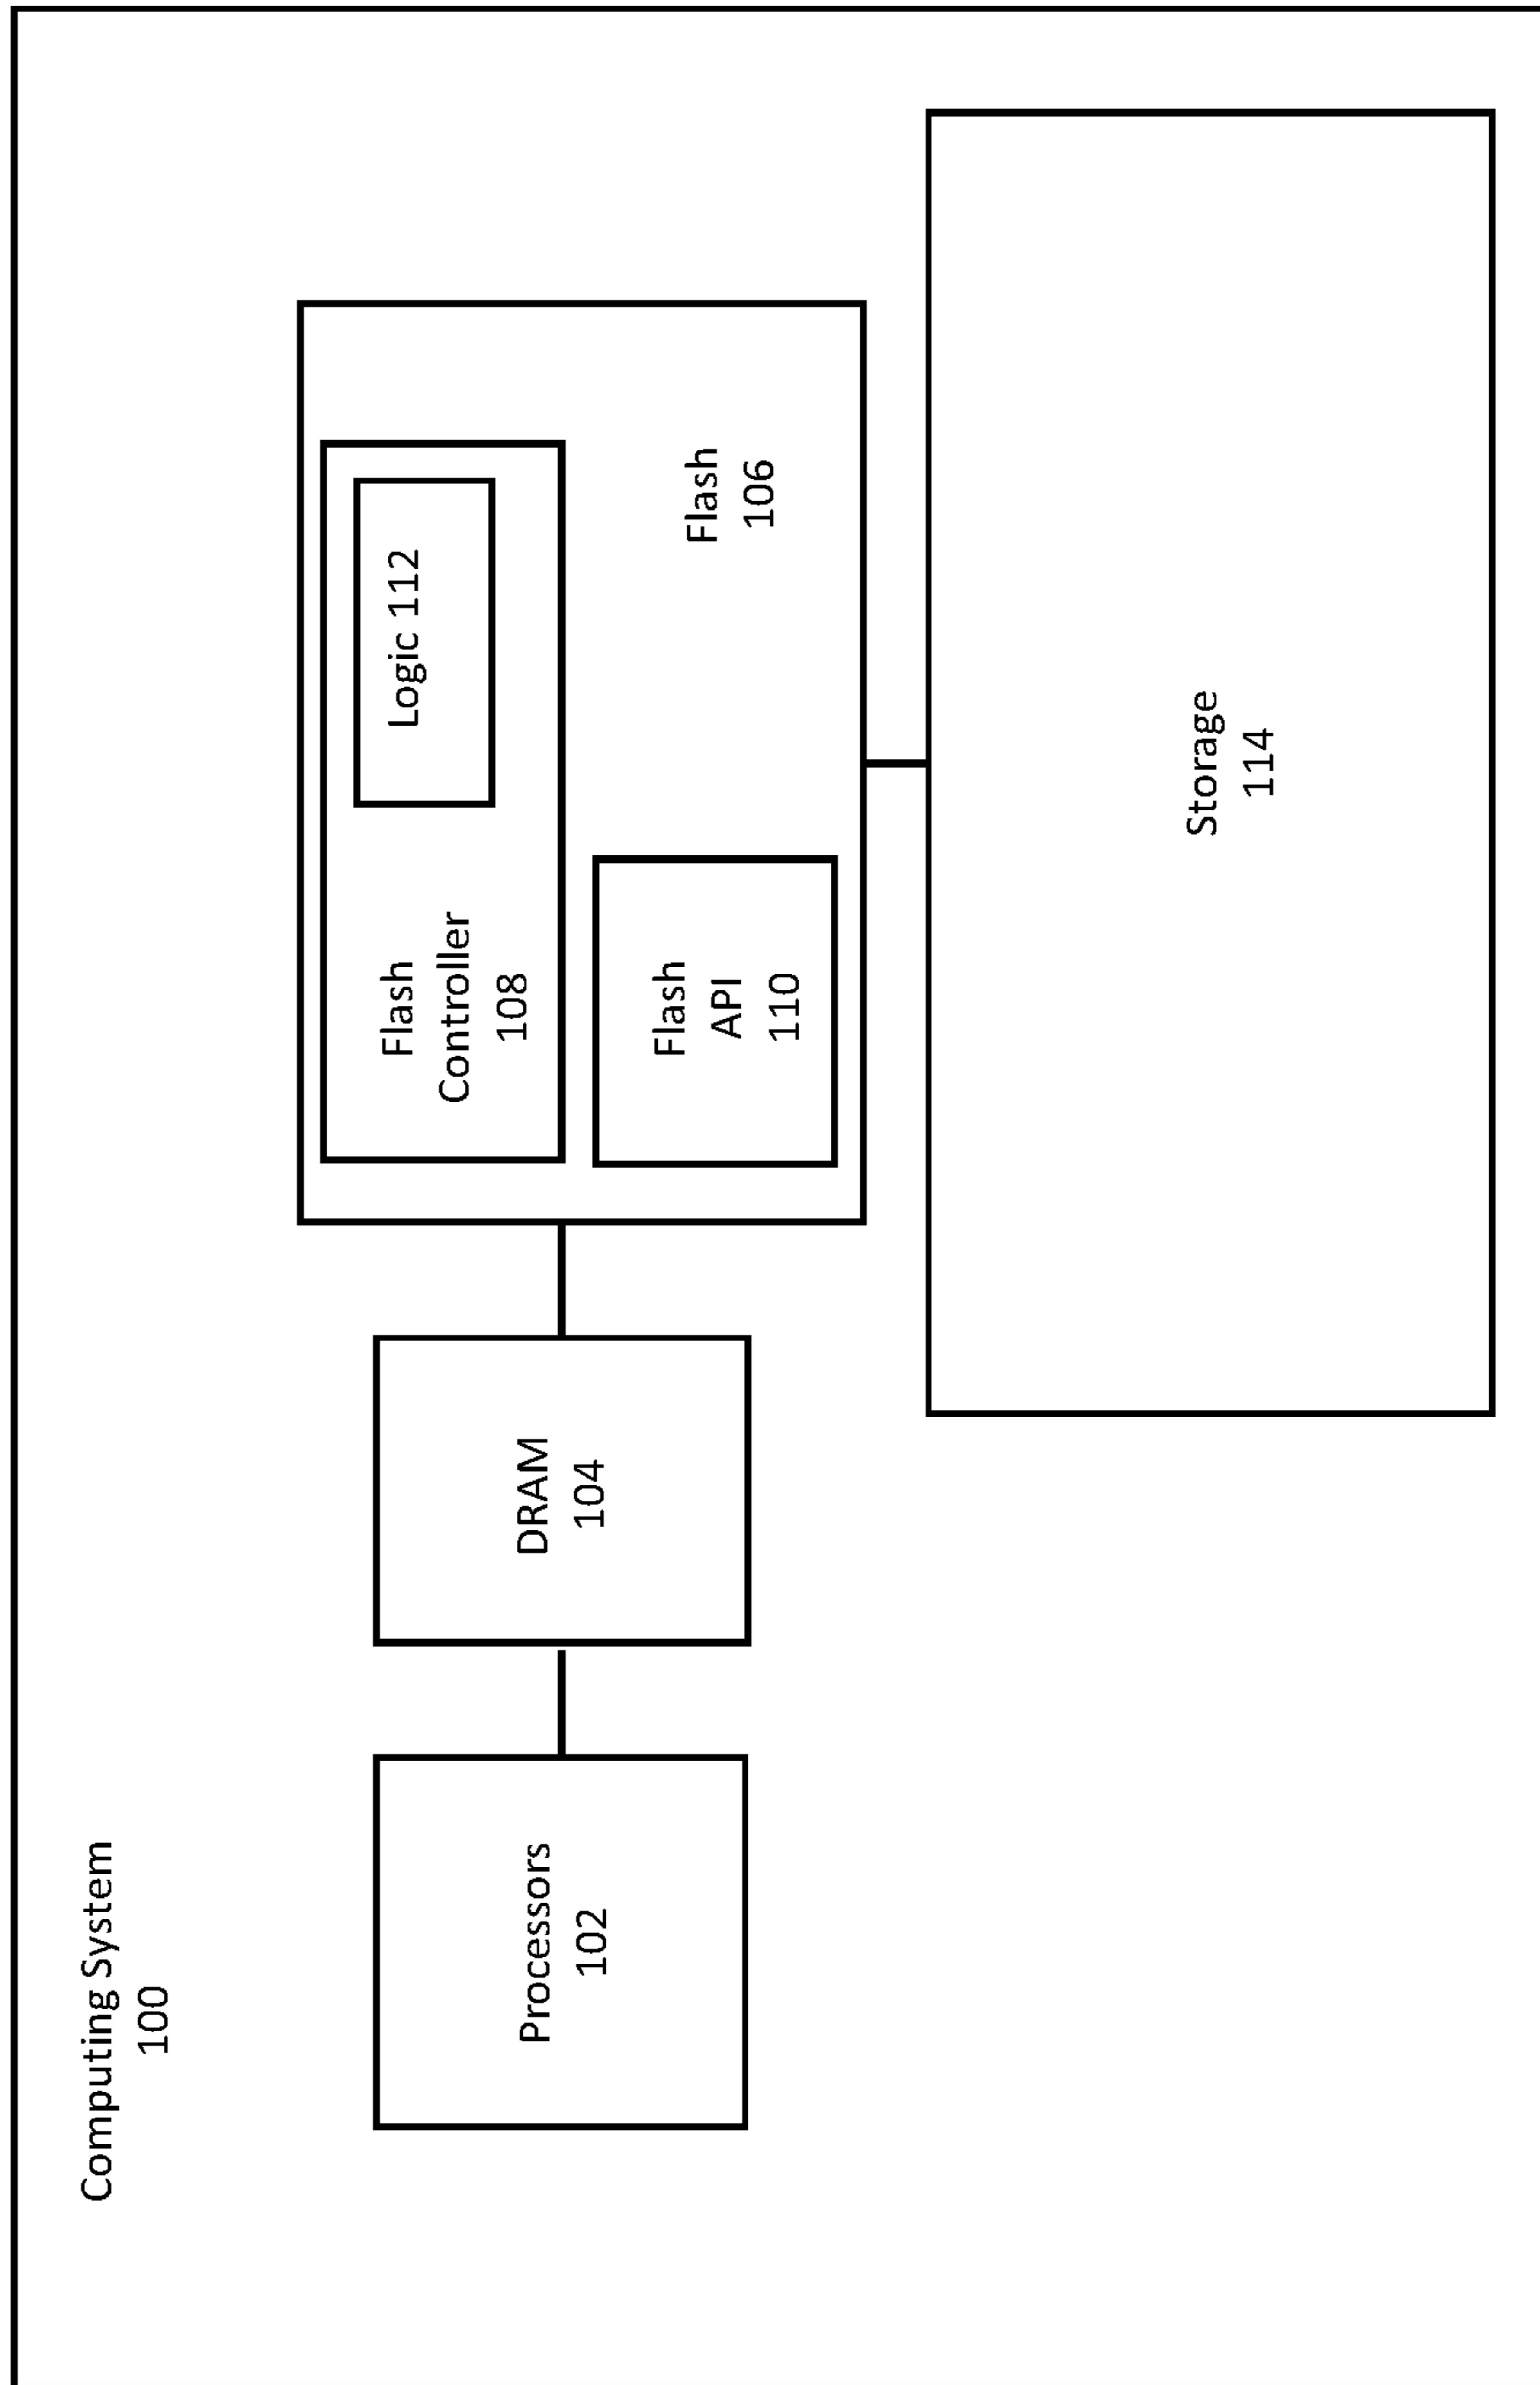 Computing System
100
Processors
102
DRAM
104
Flash
Controller
108
Logic 112
Flash
API
110
Flash
106
Storage
114